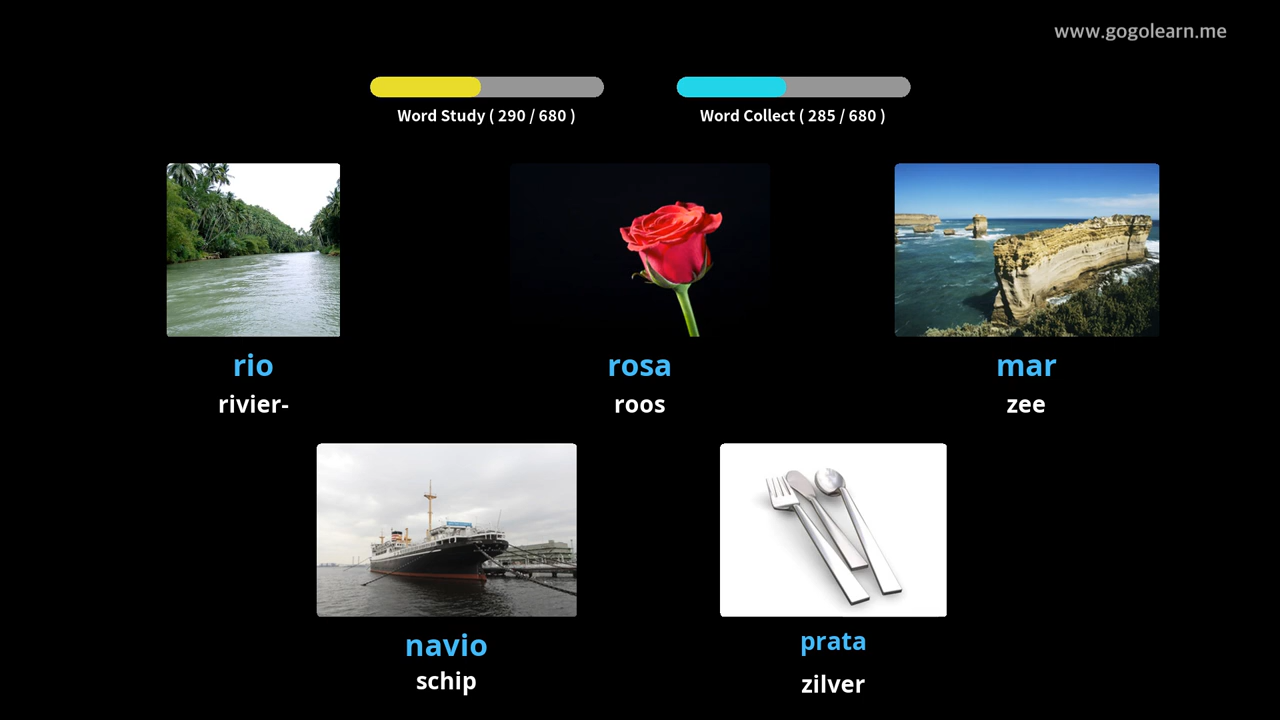 www.gogolearn.me
Word Study ( 290 / 680 )
Word Collect ( 285 / 680 )
rio
rivier-
rosa
roos
mar
zee
navio
schip
prata
zilver